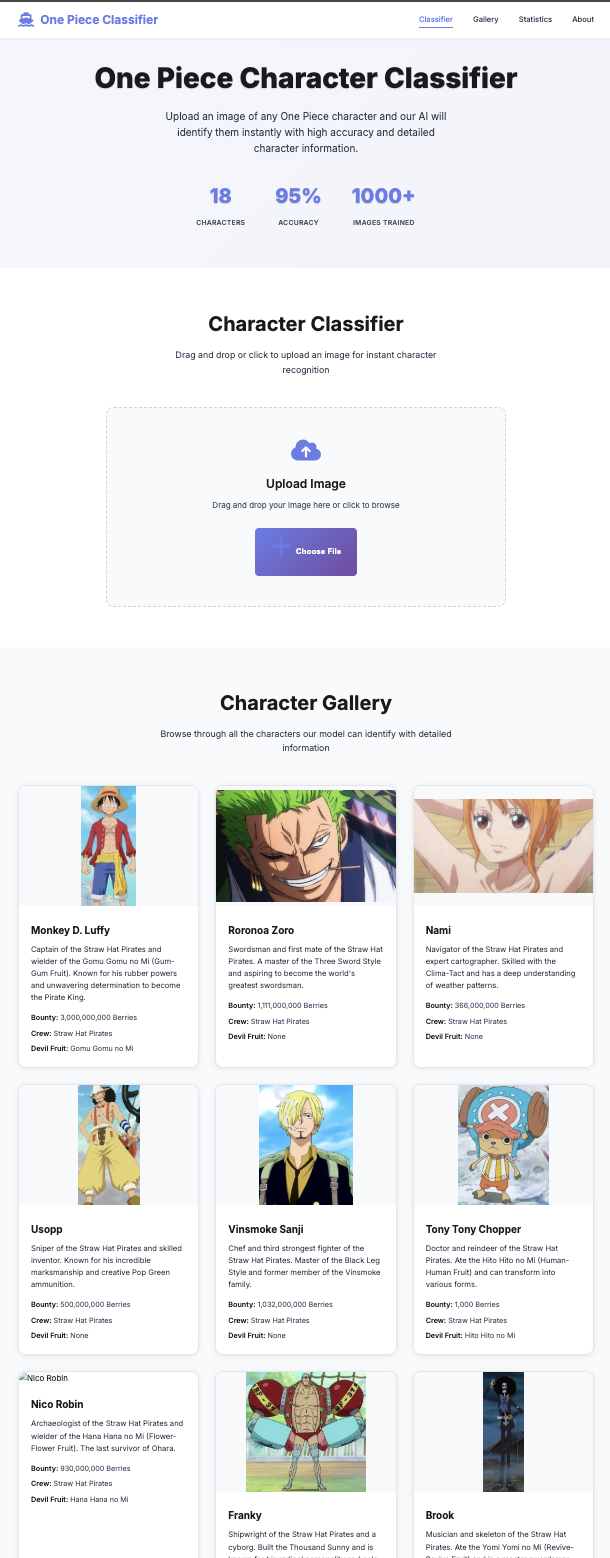 One Piece Classifier
Classifier
Gallery
Statistics
About
One Piece Character Classifier
Upload an image of any One Piece character and our AI will
identify them instantly with high accuracy and detailed
character information.
18
95%
1000+
CHARACTERS
ACCURACY
IMAGES TRAINED
Character Classifier
Drag and drop or click to upload an image for instant character
recognition
Upload Image
Drag and drop your image here or click to browse
Choose File
Character Gallery
Browse through all the characters our model can identify with detailed
information
Monkey D. Luffy
Captain of the Straw Hat Pirates and
wielder of the Gomu Gomu no Mi (Gum-
Gum Fruit). Known for his rubber powers
and unwavering determination to become
the Pirate King.
Bounty: 3,000,000,000 Berries
Crew: Straw Hat Pirates
Devil Fruit: Gomu Gomu no Mi
Roronoa Zoro
Swordsman and first mate of the Straw Hat
Pirates. A master of the Three Sword Style
and aspiring to become the world's
greatest swordsman.
Bounty: 1,111,000,000 Berries
Crew: Straw Hat Pirates
Devil Fruit: None
Nami
Navigator of the Straw Hat Pirates and
expert cartographer. Skilled with the
Clima-Tact and has a deep understanding
of weather patterns.
Bounty: 366,000,000 Berries
Crew: Straw Hat Pirates
Devil Fruit: None
Usopp
Sniper of the Straw Hat Pirates and skilled
inventor. Known for his incredible
marksmanship and creative Pop Green
ammunition.
Bounty: 500,000,000 Berries
Crew: Straw Hat Pirates
Devil Fruit: None
Vinsmoke Sanji
Chef and third strongest fighter of the
Straw Hat Pirates. Master of the Black Leg
Style and former member of the Vinsmoke
family.
Bounty: 1,032,000,000 Berries
Crew: Straw Hat Pirates
Devil Fruit: None
Tony Tony Chopper
Doctor and reindeer of the Straw Hat
Pirates. Ate the Hito Hito no Mi (Human-
Human Fruit) and can transform into
various forms.
Bounty: 1,000 Berries
Crew: Straw Hat Pirates
Devil Fruit: Hito Hito no Mi
Nico Robin
Nico Robin
Archaeologist of the Straw Hat Pirates and
wielder of the Hana Hana no Mi (Flower-
Flower Fruit). The last survivor of Ohara.
Bounty: 930,000,000 Berries
Crew: Straw Hat Pirates
Devil Fruit: Hana Hana no Mi
BF - 9
Franky
Shipwright of the Straw Hat Pirates and a
cyborg. Built the Thousand Sunny and is
Brook
Musician and skeleton of the Straw Hat
Pirates. Ate the Yomi Yomi no Mi (Revive-